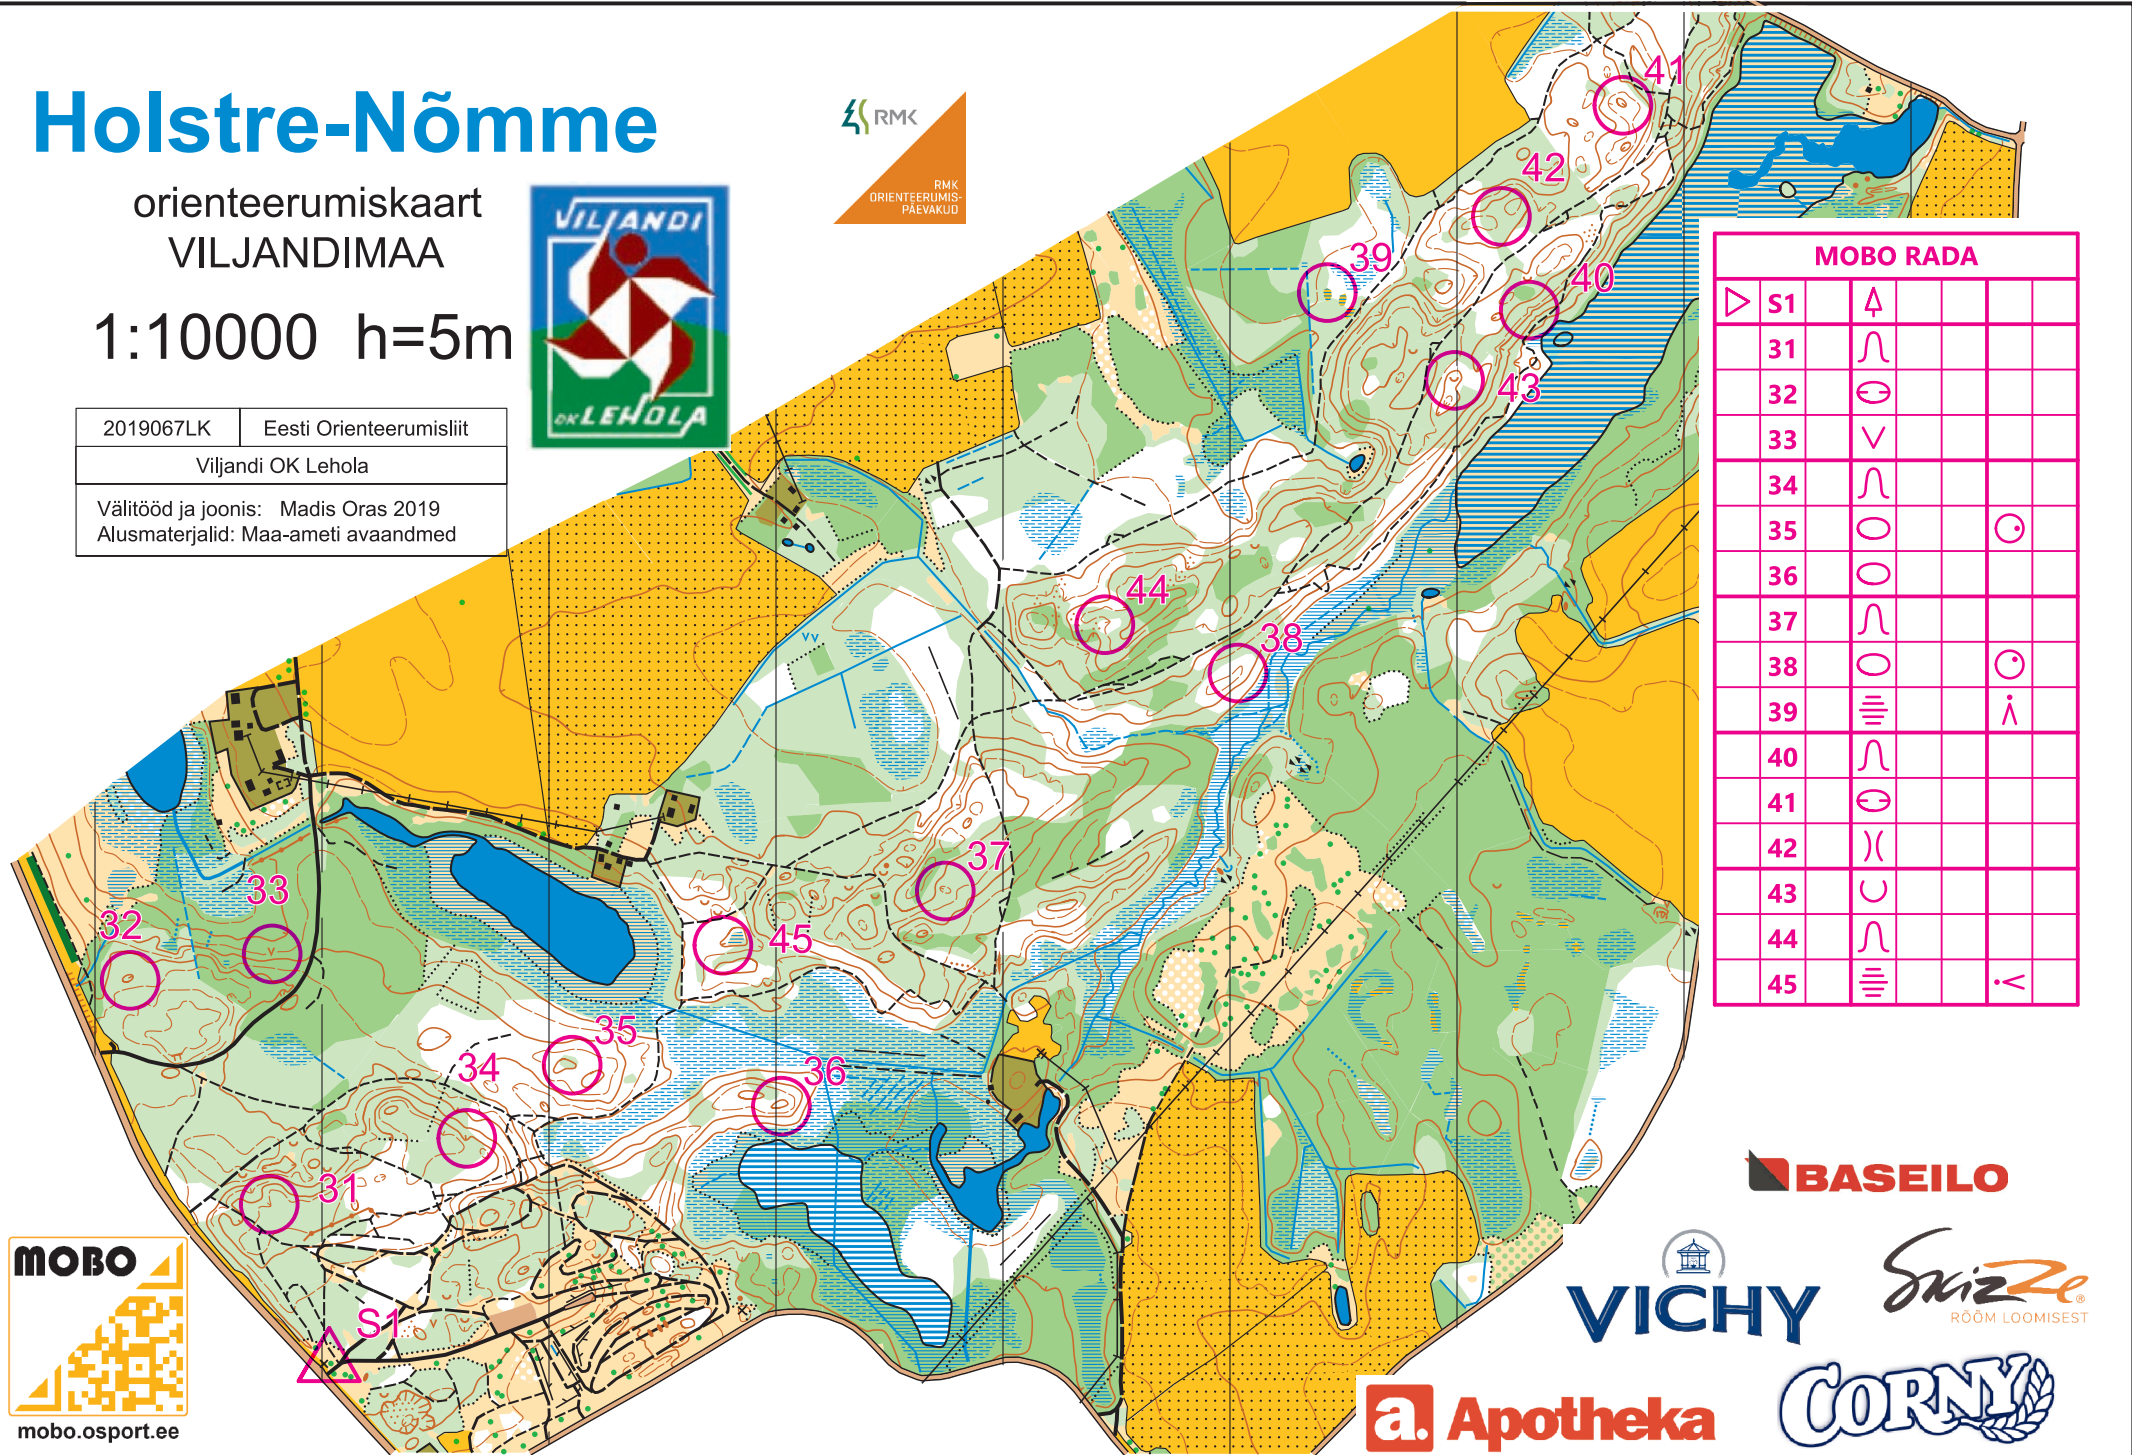 Holstre-Nõmme
orienteerumiskaart
VILJANDIMAA
1:10000 h=5m
2019067LK Eesti Orienteerumisliit
Viljandi OK Lehola
Välitööd ja joonis: Madis Oras 2019
Alusmaterjalid: Maa-ameti avaandmed
VILJANDI
OK LEHOLA
RMK
RMK
ORIENTEERUMIS-
PÄEVAKUD
41
42
39
40
43
44
38
37
33
32
45
35
34
36
31
S1
MOBO RADA
S1
31
32
33
34
35
36
37
38
39
40
41
42
43
44
45
MOBO
mobo.osport.ee
BASEILO
VICHY
Skizze®
RÕÕM LOOMISEST
a. Apotheka
CORNY